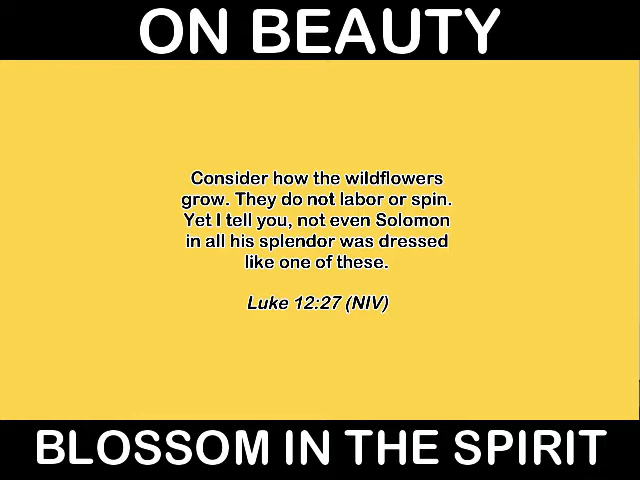 ON BEAUTY
Consider how the wildflowers
grow. They do not labor or spin.
Yet I tell you, not even Solomon
in all his splendor was dressed
like one of these.
Luke 12:27 (NIV)
BLOSSOM IN THE SPIRIT